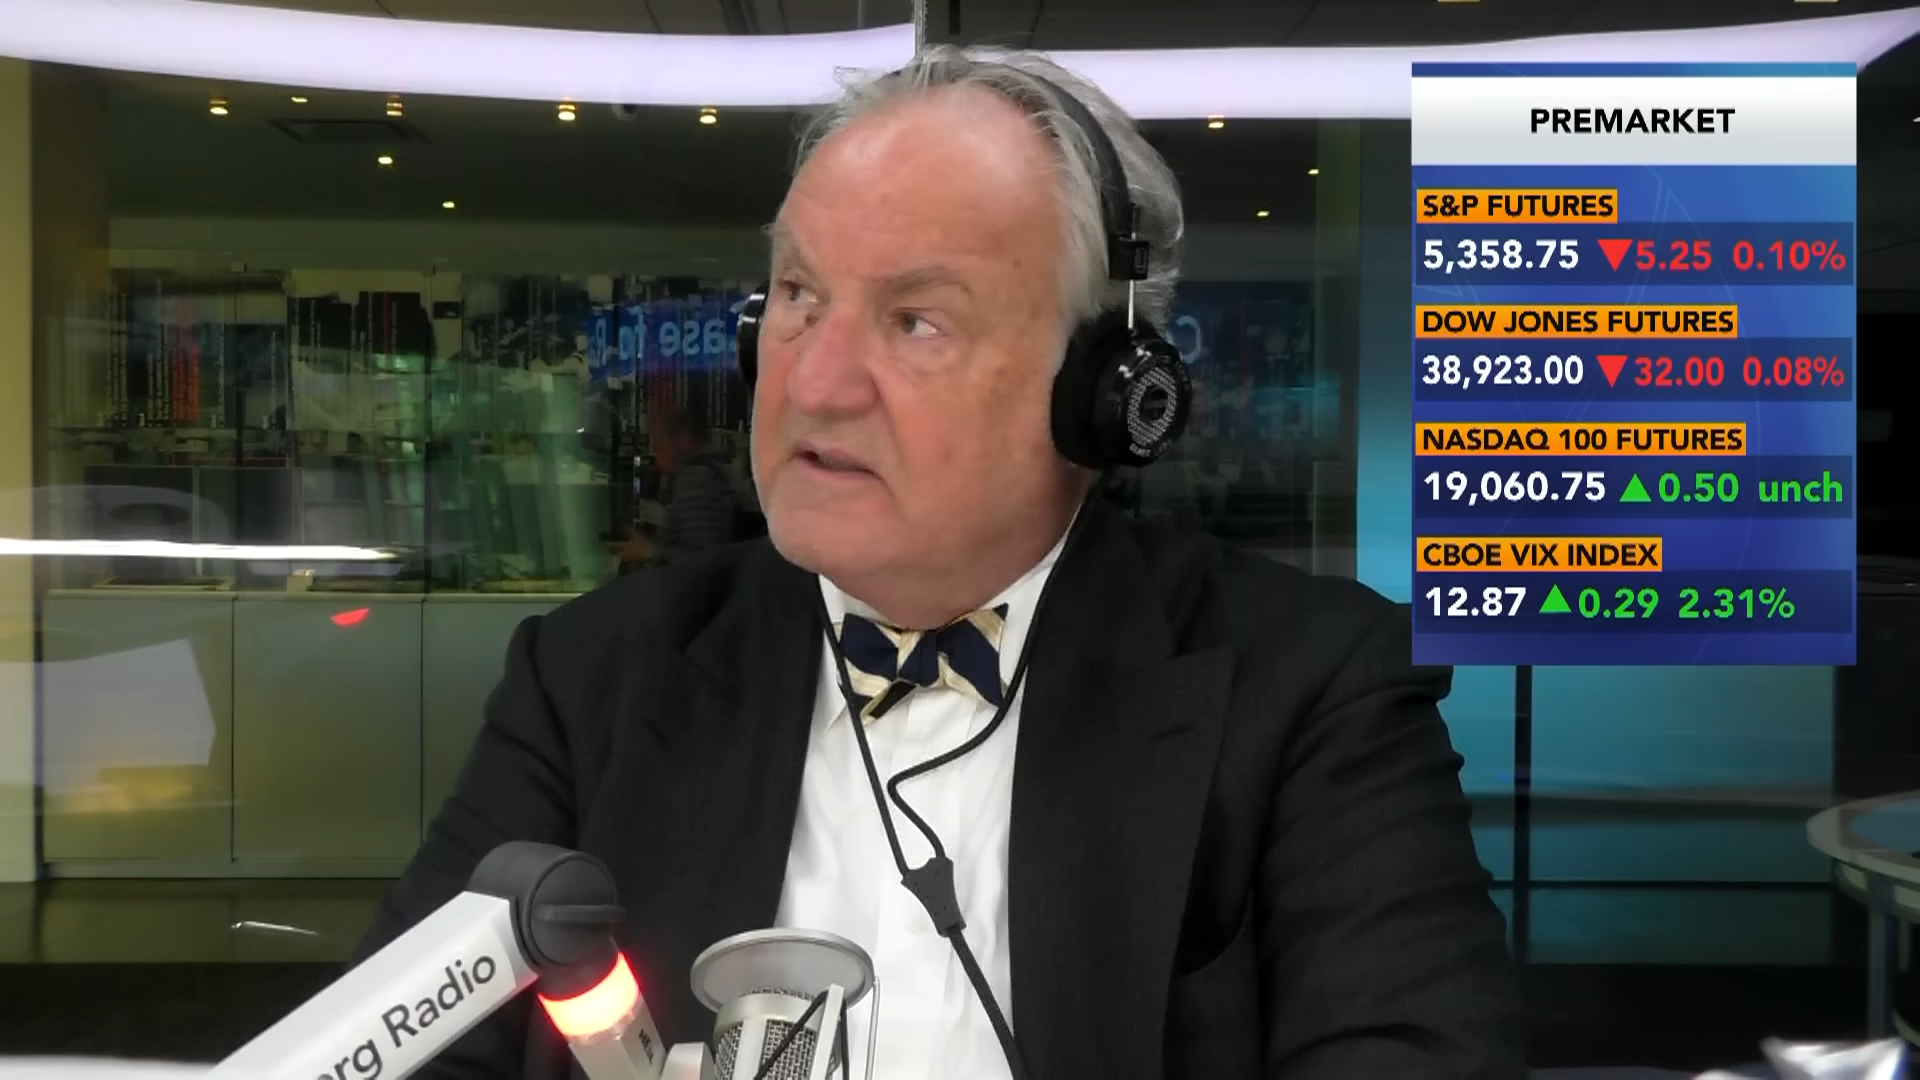 PREMARKET
S&P FUTURES
5,358.75 ▼5.25 0.10%
DOW JONES FUTURES
38,923.00 ▼32.00 0.08%
NASDAQ 100 FUTURES
19,060.75 ▲0.50 unch
CBOE VIX INDEX
12.87 ▲0.29 2.31%
erg Radio